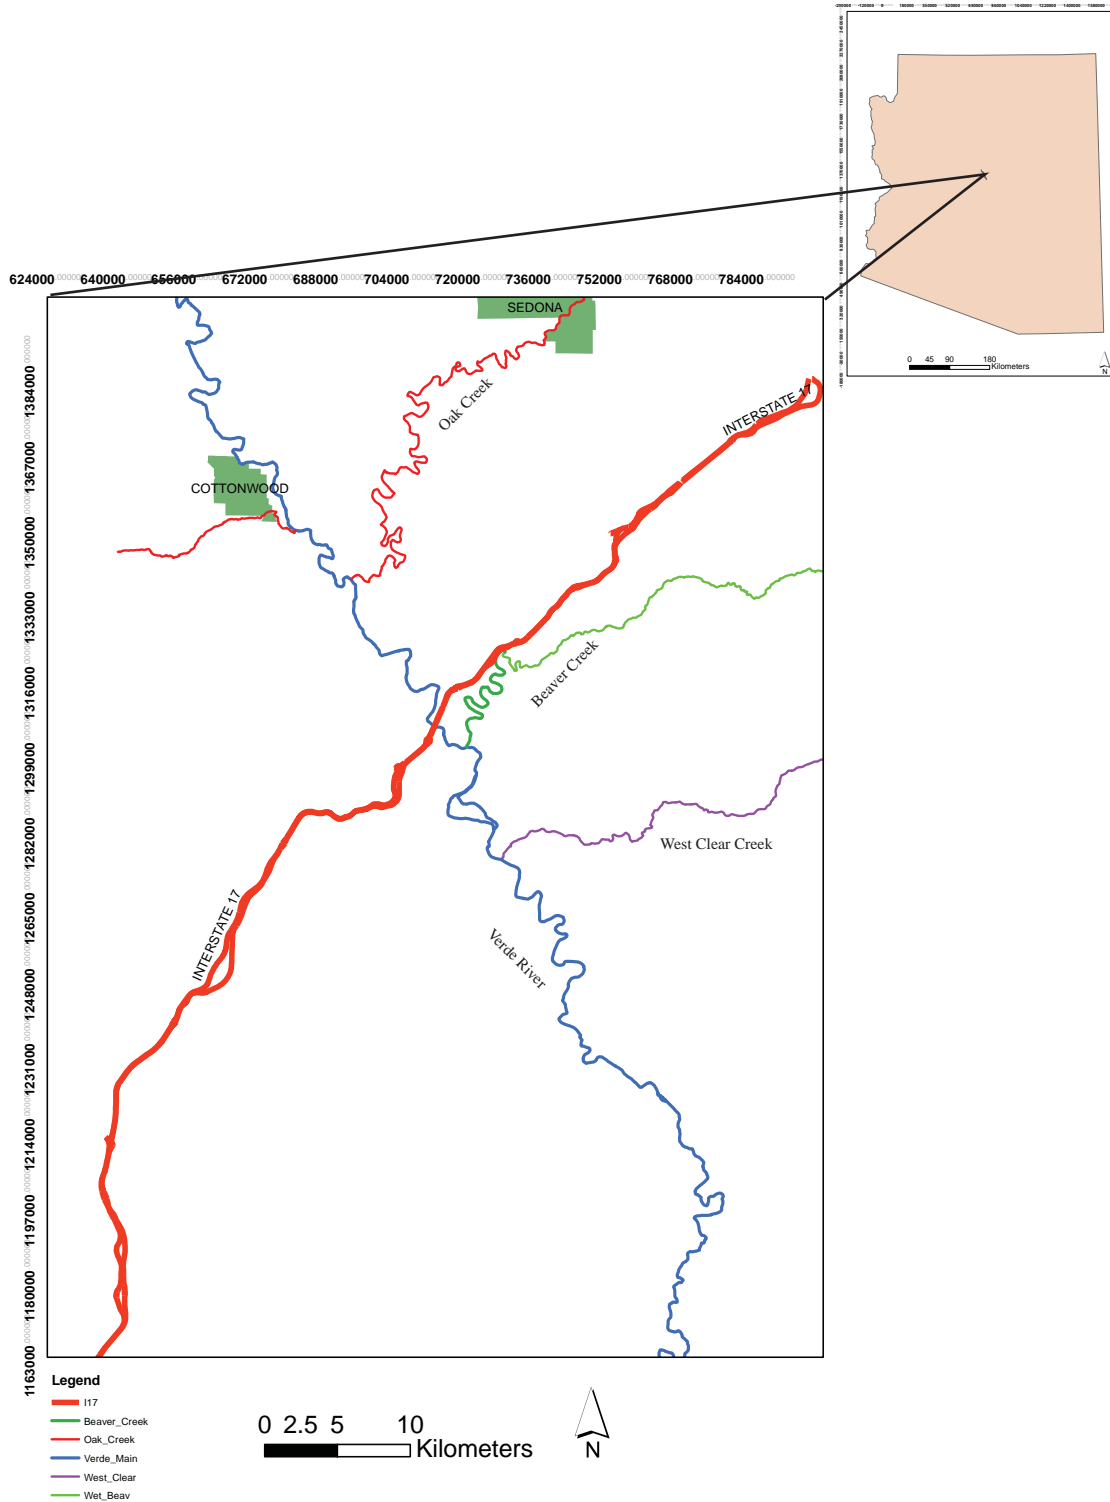 624000 640000 656000 672000 688000 704000 720000 736000 752000 768000 784000
SEDONA
Oak Creek
INTERSTATE 17
COTTONWOOD
Beaver Creek
West Clear Creek
INTERSTATE 17
Verde River
1384000
1367000
1350000
1333000
1316000
1299000
1282000
1265000
1248000
1231000
1214000
1197000
1180000
1163000
0 45 90 180
Kilometers
N
Legend
I17
Beaver_Creek
Oak_Creek
Verde_Main
West_Clear
Wet_Beav
0 2.5 5 10
Kilometers
N